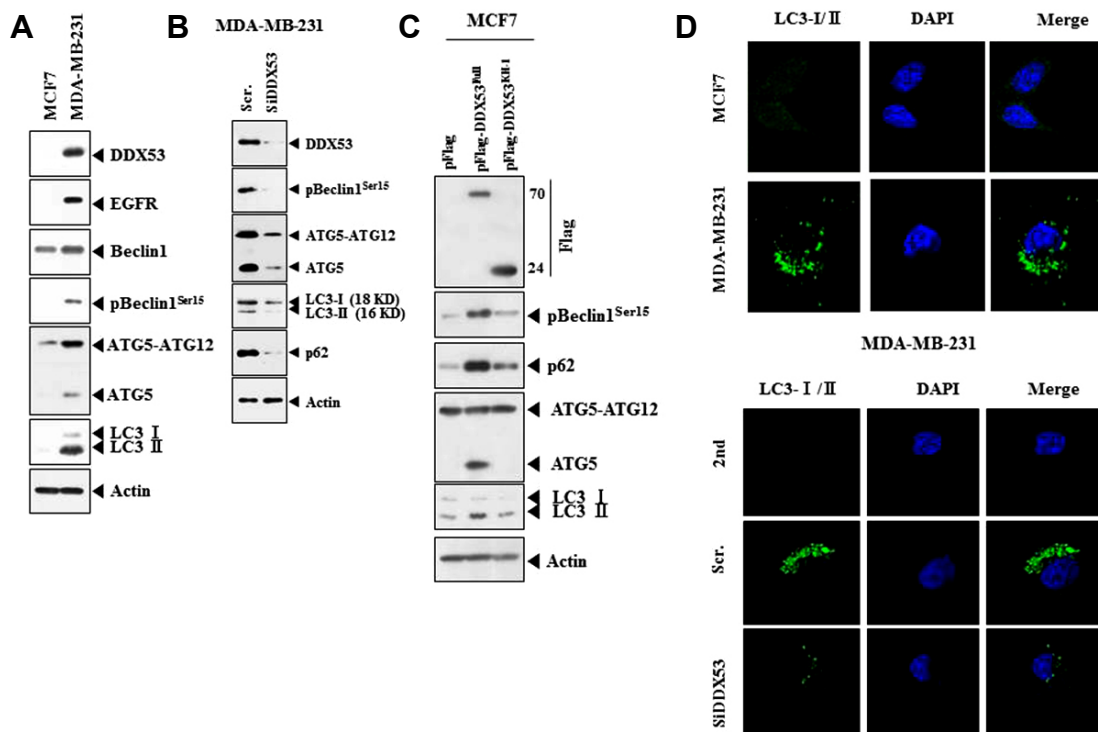 A
MCF7
MDA-MB-231
DDX53
EGFR
Beclin1
pBeclin1Ser15
ATG5-ATG12
ATG5
LC3 Ⅰ
LC3 Ⅱ
Actin
B
MDA-MB-231
Scr.
SiDDX53
DDX53
pBeclin1Ser15
ATG5-ATG12
ATG5
LC3-I (18 KD)
LC3-II (16 KD)
p62
Actin
C
MCF7
pFlag
pFlag-DDX53Full
pFlag-DDX53KH-1
70
24
Flag
pBeclin1Ser15
p62
ATG5-ATG12
ATG5
LC3 Ⅰ
LC3 Ⅱ
Actin
D
LC3-I/Ⅱ DAPI Merge
MCF7
MDA-MB-231
MDA-MB-231
LC3-Ⅰ/Ⅱ DAPI Merge
2nd
Scr.
SiDDX53